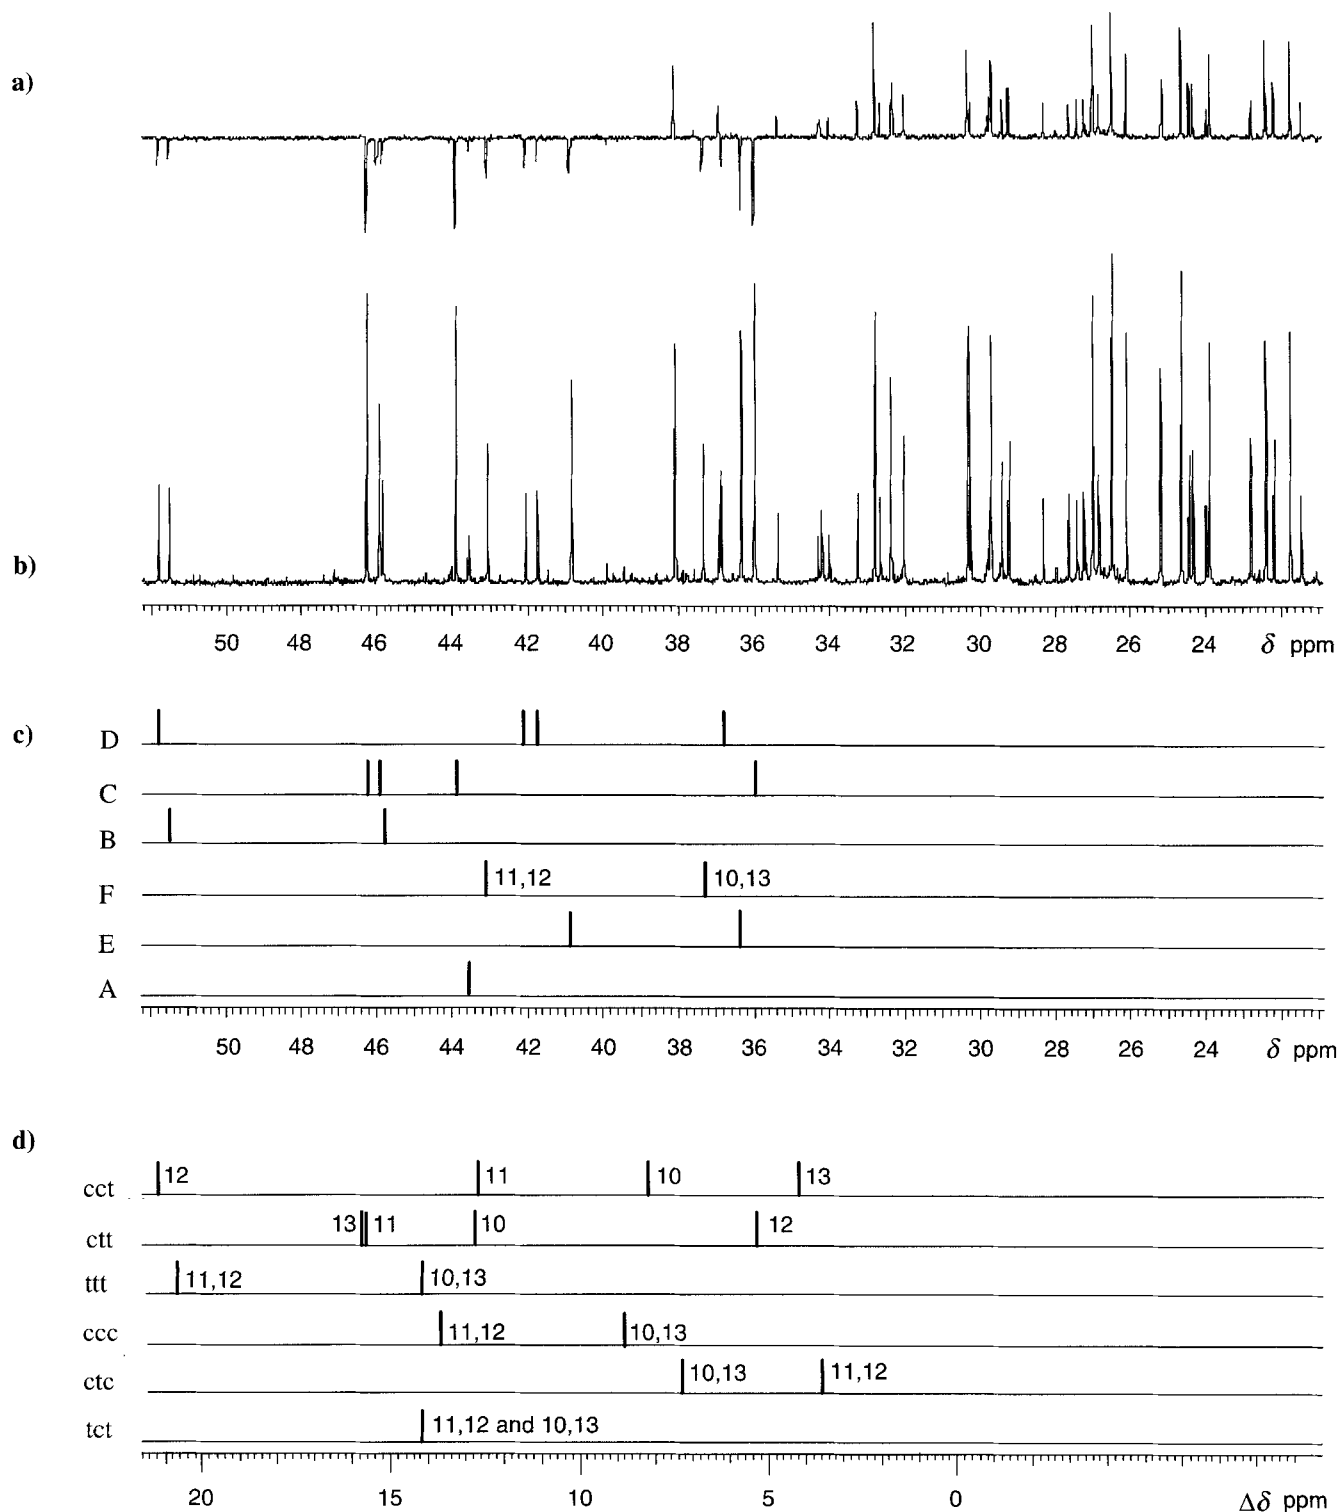 a)
b)
50 48 46 44 42 40 38 36 34 32 30 28 26 24 δ ppm
c)
D
C
B
F 11,12 10,13
E
A
50 48 46 44 42 40 38 36 34 32 30 28 26 24 δ ppm
d)
cct 12 11 10 13
ctt 13 11 10 12
ttt 11,12 10,13
ccc 11,12 10,13
ctc 10,13 11,12
tct 11,12 and 10,13
20 15 10 5 0 Δδ ppm